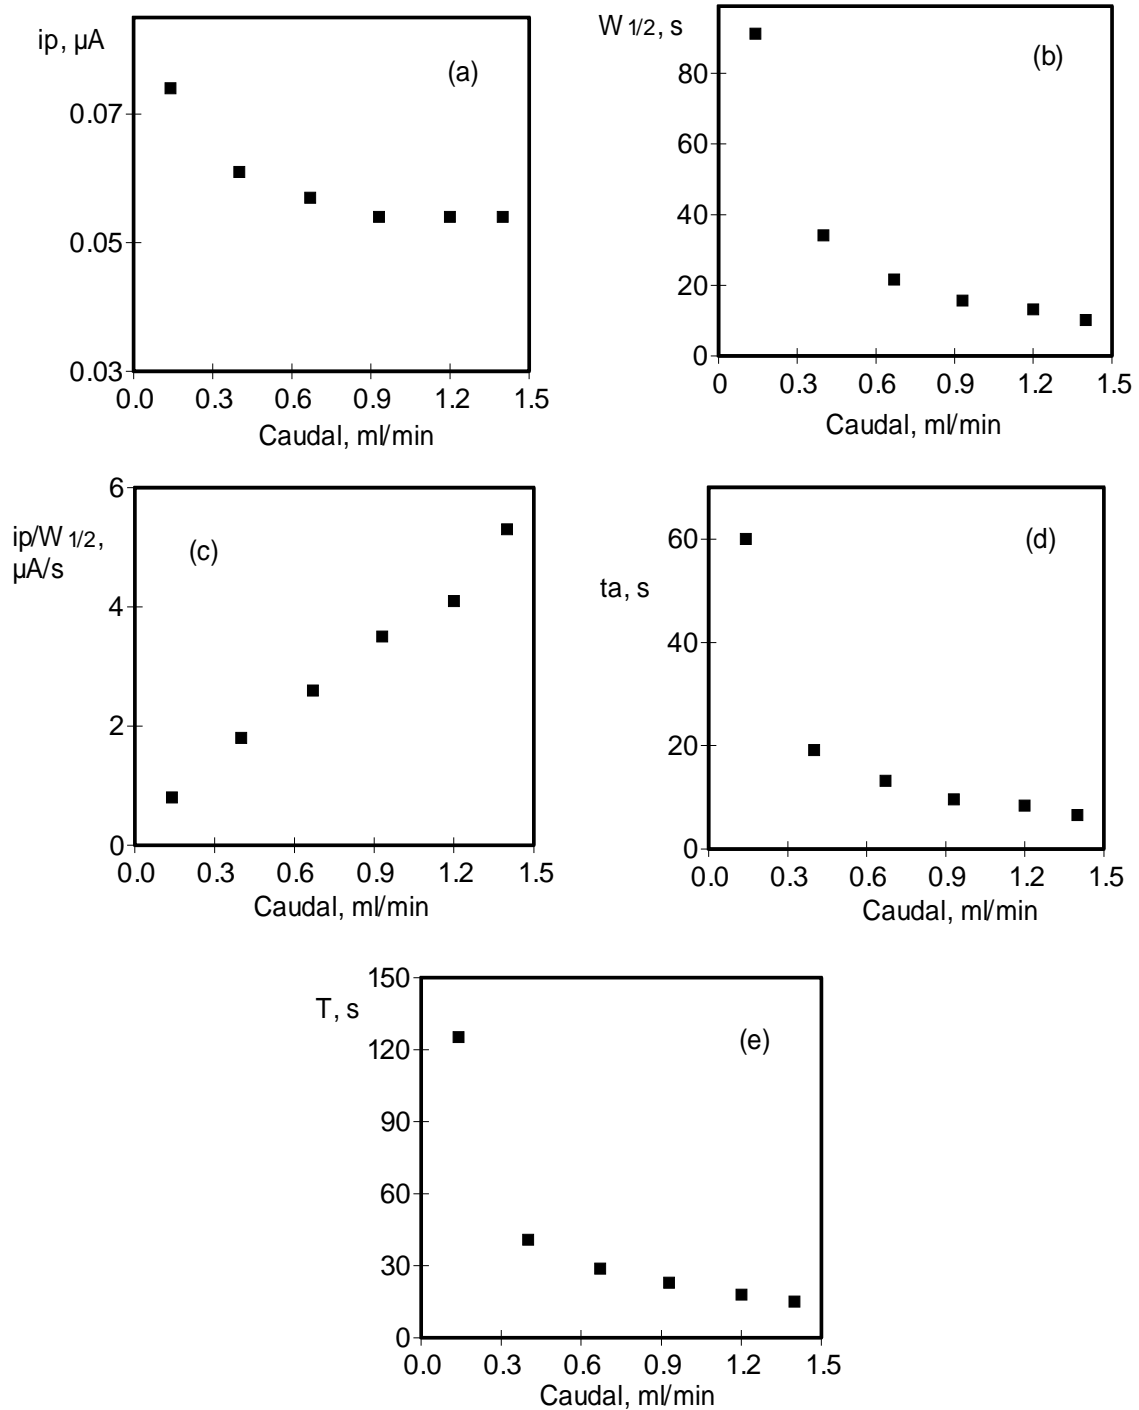 ip, µA
(a)
0.07
0.05
0.03
0.0 0.3 0.6 0.9 1.2 1.5
Caudal, ml/min
W 1/2, s
(b)
80
60
40
20
0
0 0.3 0.6 0.9 1.2 1.5
Caudal, ml/min
6
ip/W 1/2,
µA/s
(c)
4
2
0
0.0 0.3 0.6 0.9 1.2 1.5
Caudal, ml/min
60
(d)
ta, s
40
20
0
0.0 0.3 0.6 0.9 1.2 1.5
Caudal, ml/min
150
T, s
(e)
120
90
60
30
0
0.0 0.3 0.6 0.9 1.2 1.5
Caudal, ml/min